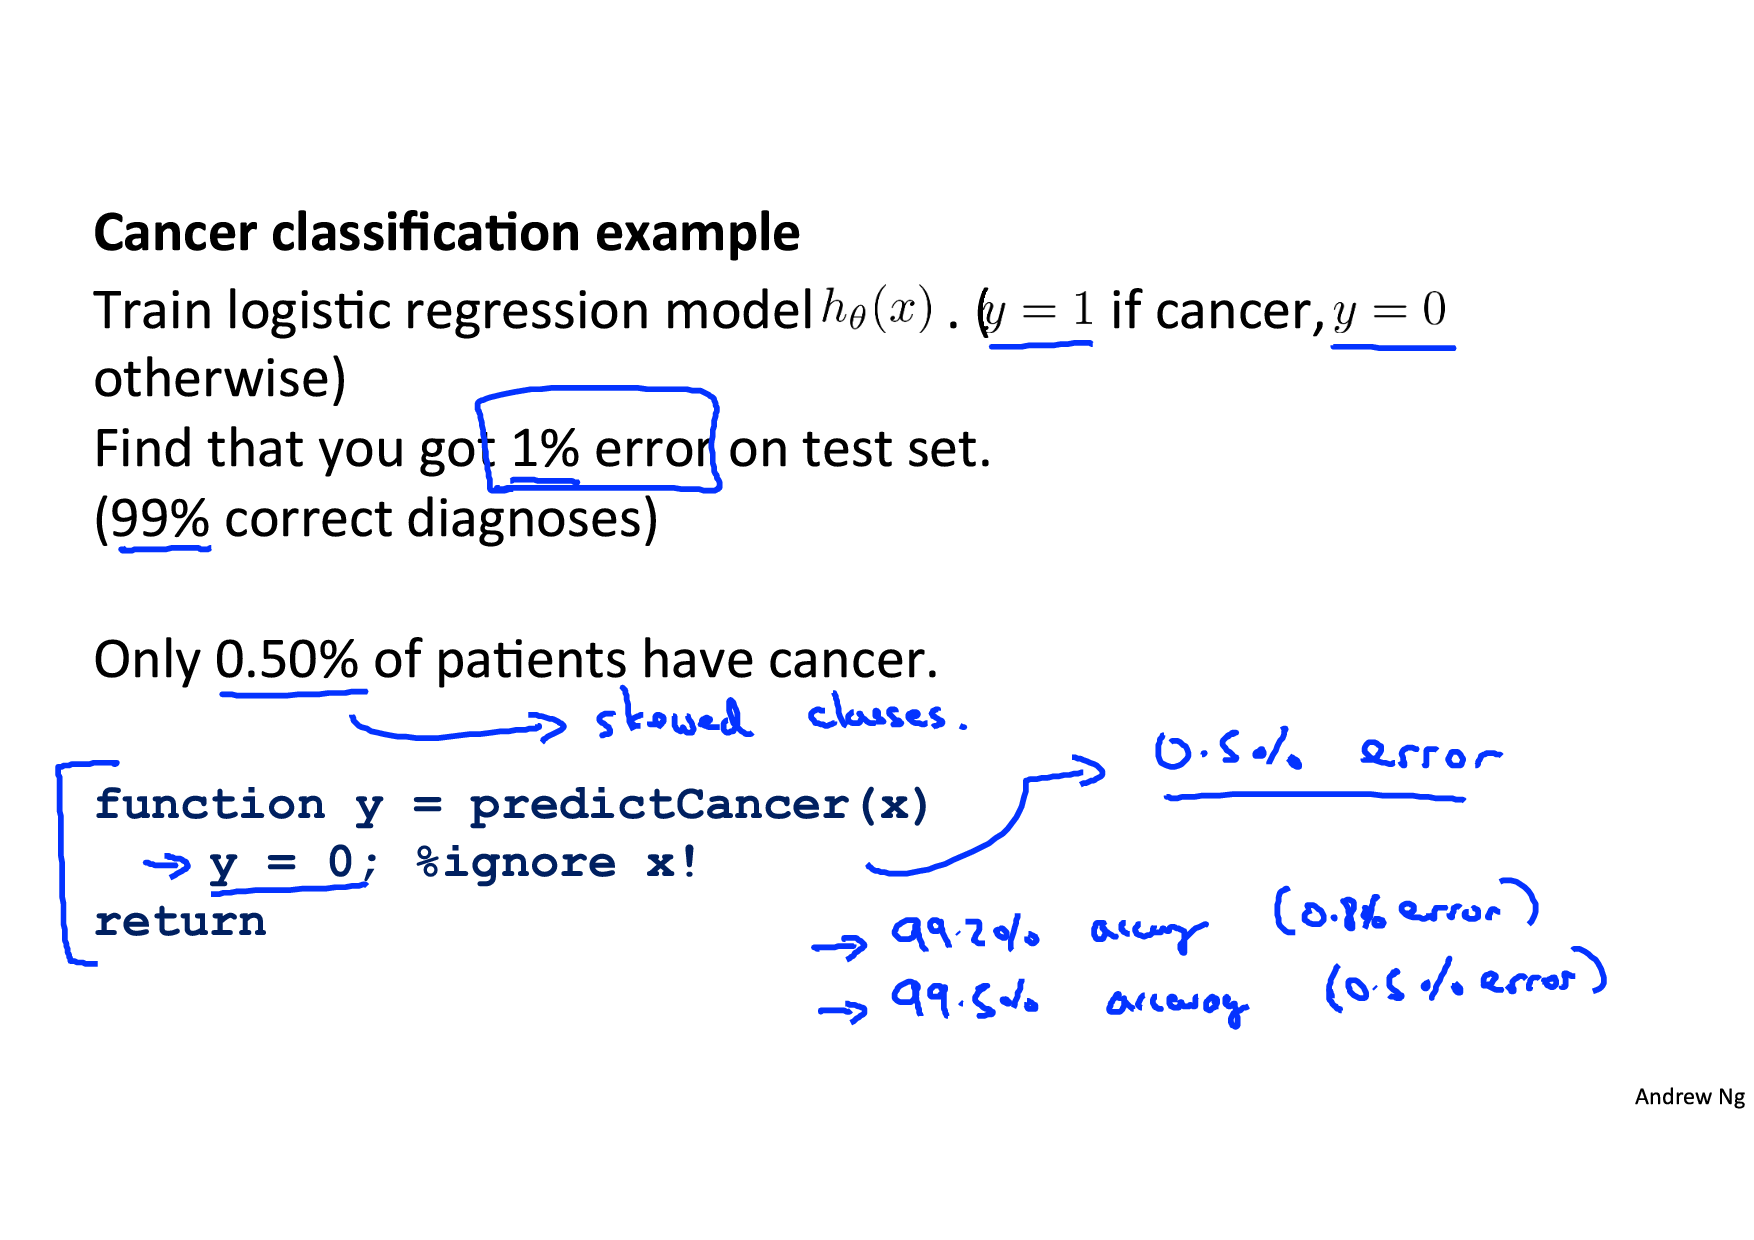 Cancer classification example
Train logistic regression model hθ(x) . (y = 1 if cancer, y = 0
otherwise)
Find that you got 1% error on test set.
(99% correct diagnoses)
Only 0.50% of patients have cancer.
skewed classes.
0.5% error
function y = predictCancer(x)
→ y = 0; %ignore x!
return
→ 99.2% accuracy (0.8% error)
→ 99.5% accuracy (0.5% error)
Andrew Ng